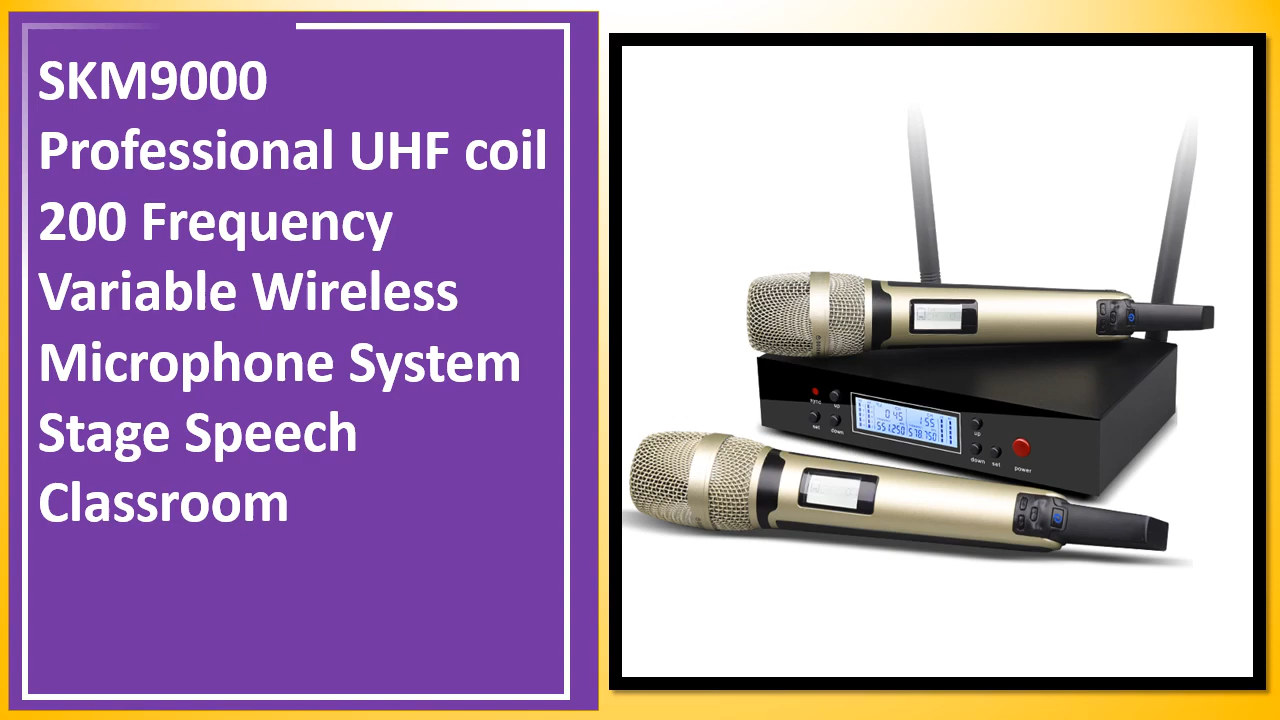 SKM9000
Professional UHF coil
200 Frequency
Variable Wireless
Microphone System
Stage Speech
Classroom
sync
up
set
down
045 155
551.250 578.750
up
down
set
power